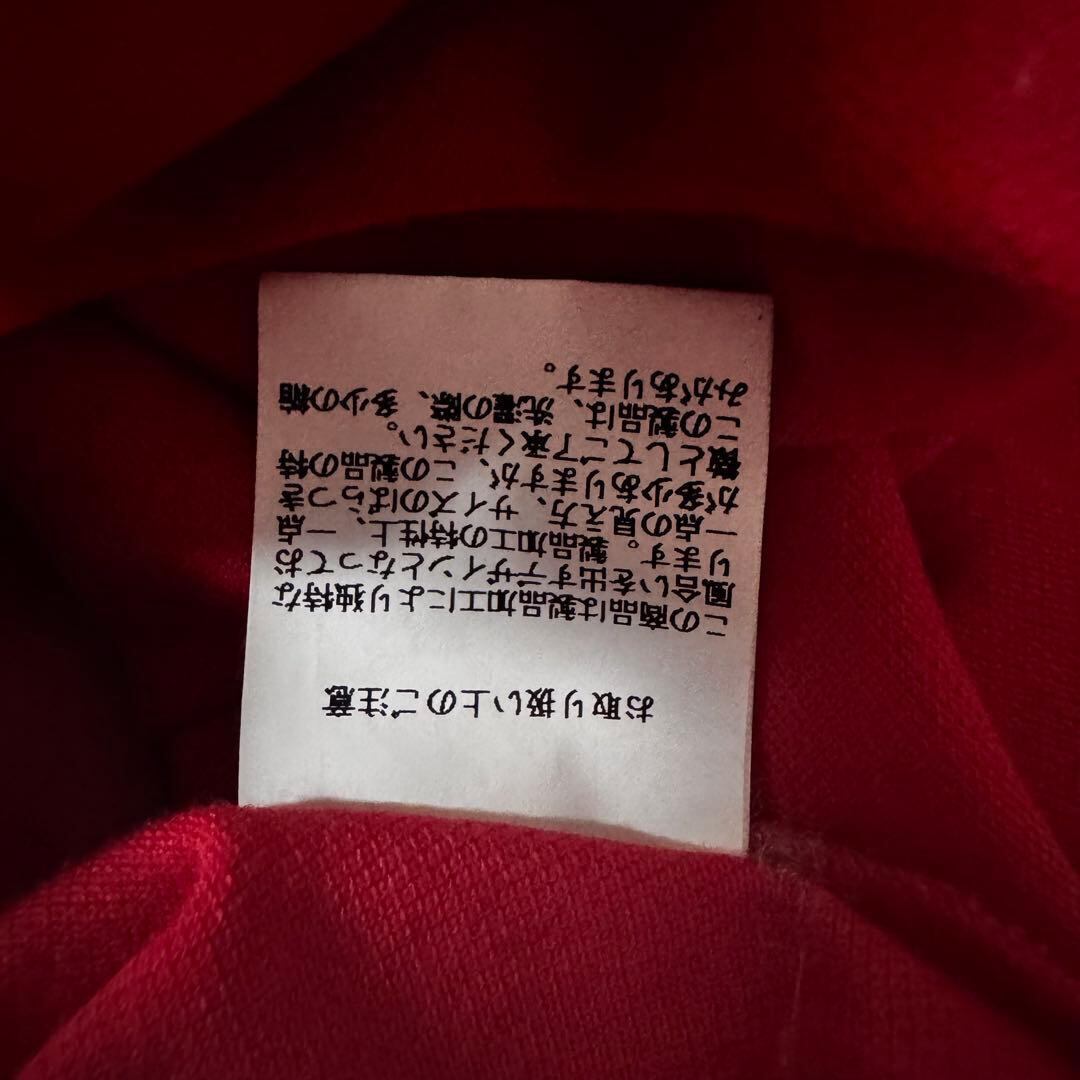 お取り扱い上のご注意
この商品は製品加工により独特な
風合いを出すデザインとなってお
ります。製品加工の特性上、一点
一点の見え方、サイズのばらつき
が多少ありますが、この製品の特
徴としてご了承ください。
この製品は、洗濯の際、多少の縮
みがあります。